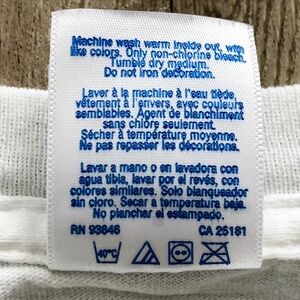 Machine wash warm inside out, with
like colors. Only non-chlorine bleach.
Tumble dry medium.
Do not iron decoration.
Laver à la machine à l'eau tiède,
vêtement à l'envers, avec couleurs
semblables. Agent de blanchiment
sans chlore seulement.
Sécher à température moyenne.
Ne pas repasser les décorations.
Lavar a mano o en lavadora con
agua tibia, lavar por el revés, con
colores similares. Solo blanqueador
sin cloro. Secar a temperatura baja.
No planchar el estampado.
RN 93846 CA 25181
40°C